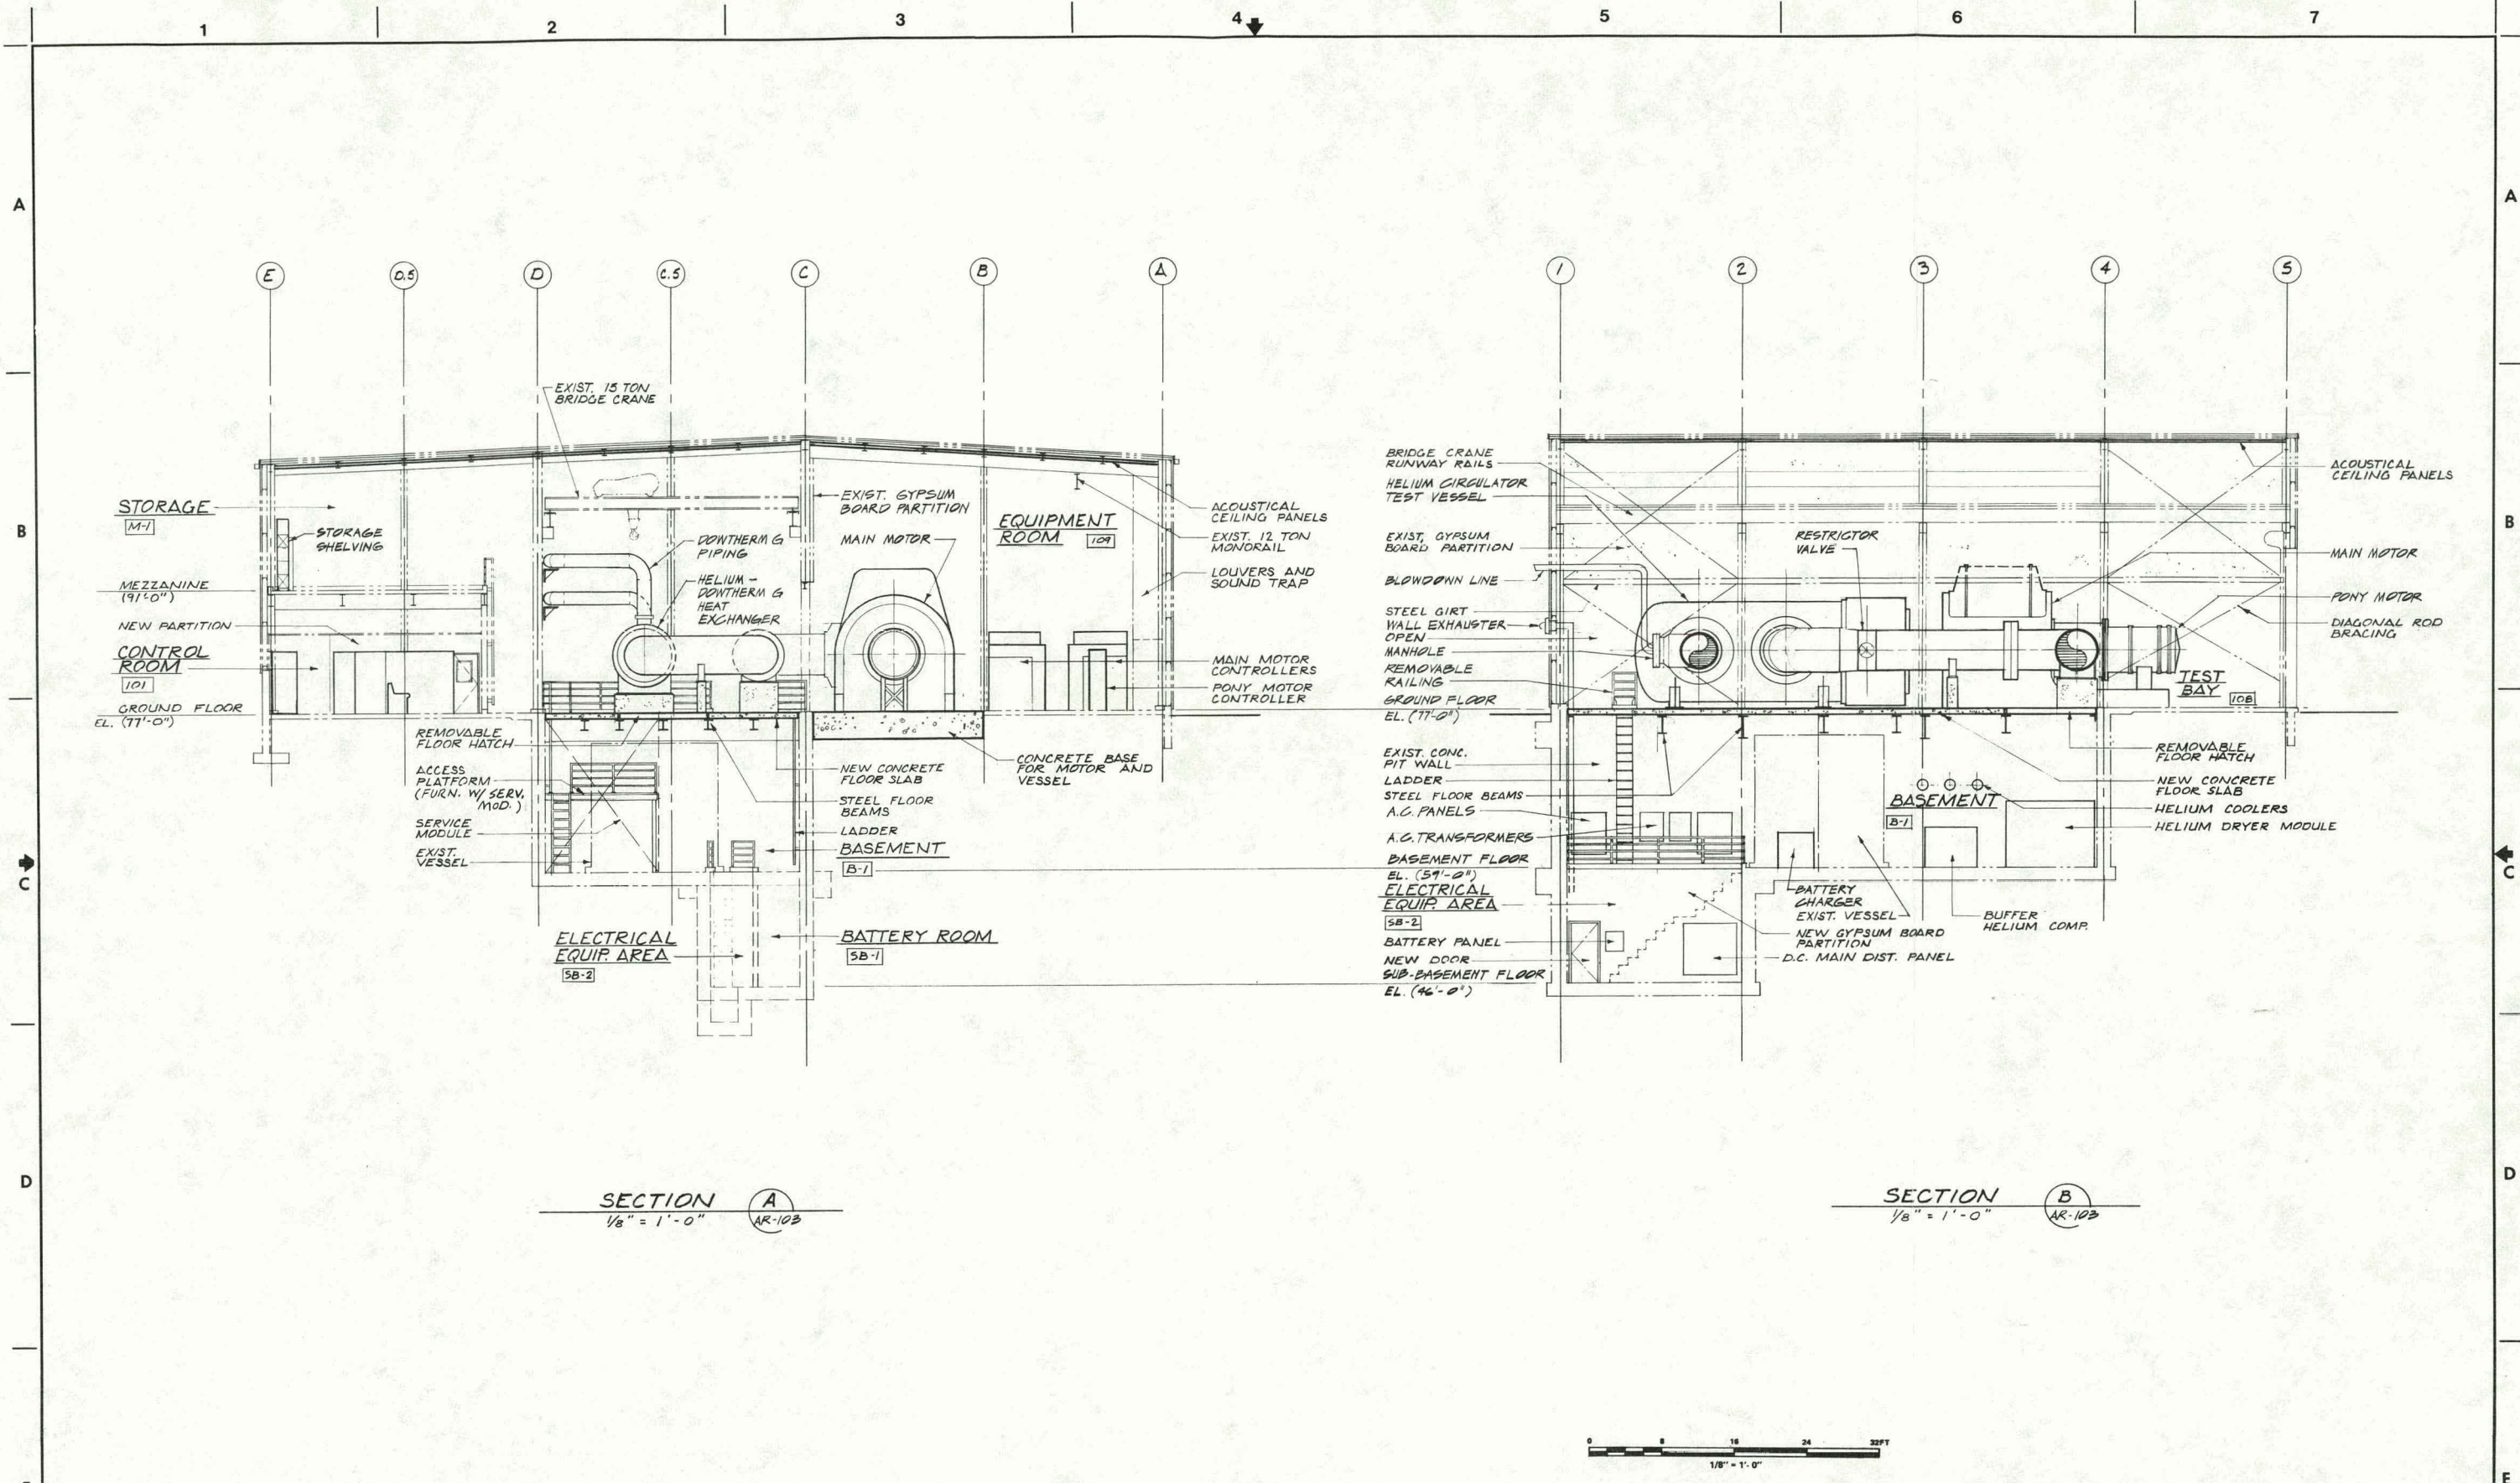 1
2
3
4
5
6
7
A
A
B
B
C
C
D
D
E
E
D.5
D
C.5
C
B
A
1
2
3
4
5
EXIST. 15 TON
BRIDGE CRANE
STORAGE
M-1
STORAGE
SHELVING
MEZZANINE
(91'-0")
NEW PARTITION
CONTROL
ROOM
101
GROUND FLOOR
EL. (77'-0")
REMOVABLE
FLOOR HATCH
ACCESS
PLATFORM
(FURN. W/ SERV.
MOD.)
SERVICE
MODULE
EXIST.
VESSEL
DOWTHERM G
PIPING
HELIUM -
DOWTHERM G
HEAT
EXCHANGER
EXIST. GYPSUM
BOARD PARTITION
MAIN MOTOR
EQUIPMENT
ROOM
109
ACOUSTICAL
CEILING PANELS
EXIST. 12 TON
MONORAIL
LOUVERS AND
SOUND TRAP
MAIN MOTOR
CONTROLLERS
PONY MOTOR
CONTROLLER
CONCRETE BASE
FOR MOTOR AND
VESSEL
NEW CONCRETE
FLOOR SLAB
STEEL FLOOR
BEAMS
LADDER
BASEMENT
B-1
ELECTRICAL
EQUIP. AREA
SB-2
BATTERY ROOM
SB-1
BRIDGE CRANE
RUNWAY RAILS
HELIUM CIRCULATOR
TEST VESSEL
EXIST. GYPSUM
BOARD PARTITION
BLOWDOWN LINE
STEEL GIRT
WALL EXHAUSTER
OPEN
MANHOLE
REMOVABLE
RAILING
GROUND FLOOR
EL. (77'-0")
EXIST. CONC.
PIT WALL
LADDER
STEEL FLOOR BEAMS
A.C. PANELS
A.C. TRANSFORMERS
BASEMENT FLOOR
EL. (59'-0")
ELECTRICAL
EQUIP. AREA
SB-2
BATTERY PANEL
NEW DOOR
SUB-BASEMENT FLOOR
EL. (46'-0")
RESTRICTOR
VALVE
ACOUSTICAL
CEILING PANELS
MAIN MOTOR
PONY MOTOR
DIAGONAL ROD
BRACING
TEST
BAY
108
REMOVABLE
FLOOR HATCH
NEW CONCRETE
FLOOR SLAB
HELIUM COOLERS
HELIUM DRYER MODULE
BASEMENT
B-1
BATTERY
CHARGER
EXIST. VESSEL
NEW GYPSUM BOARD
PARTITION
D.C. MAIN DIST. PANEL
BUFFER
HELIUM COMP.
SECTION A
1/8" = 1'-0" AR-103
SECTION B
1/8" = 1'-0" AR-103
0 8 16 24 32FT
1/8" = 1'-0"